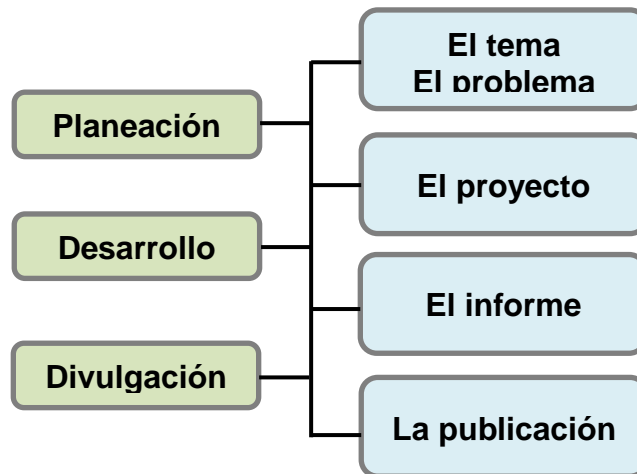 Planeación
Desarrollo
Divulgación
El tema
El problema
El proyecto
El informe
La publicación